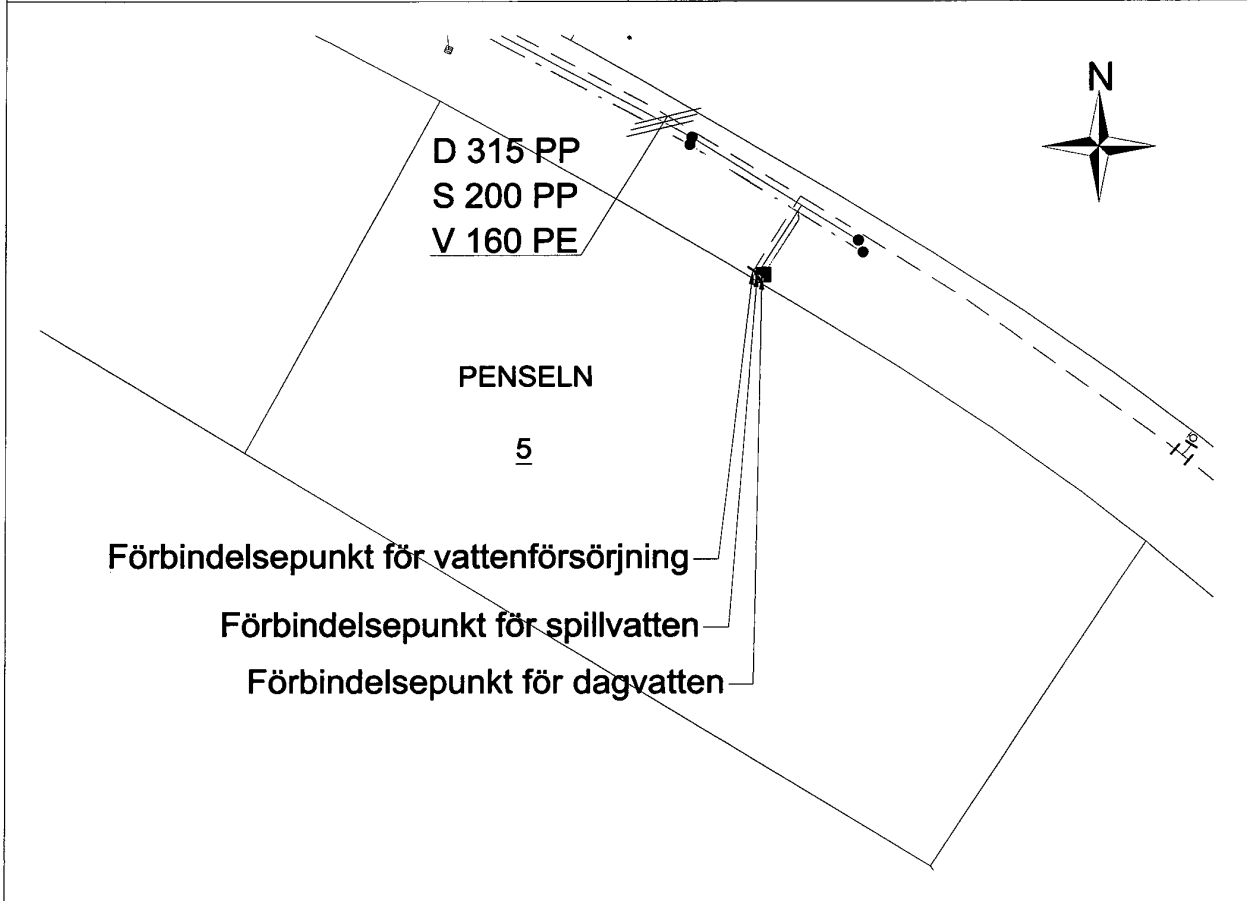 N
D 315 PP
S 200 PP
V 160 PE
PENSELN
5
Förbindelsepunkt för vattenförsörjning
Förbindelsepunkt för spillvatten
Förbindelsepunkt för dagvatten